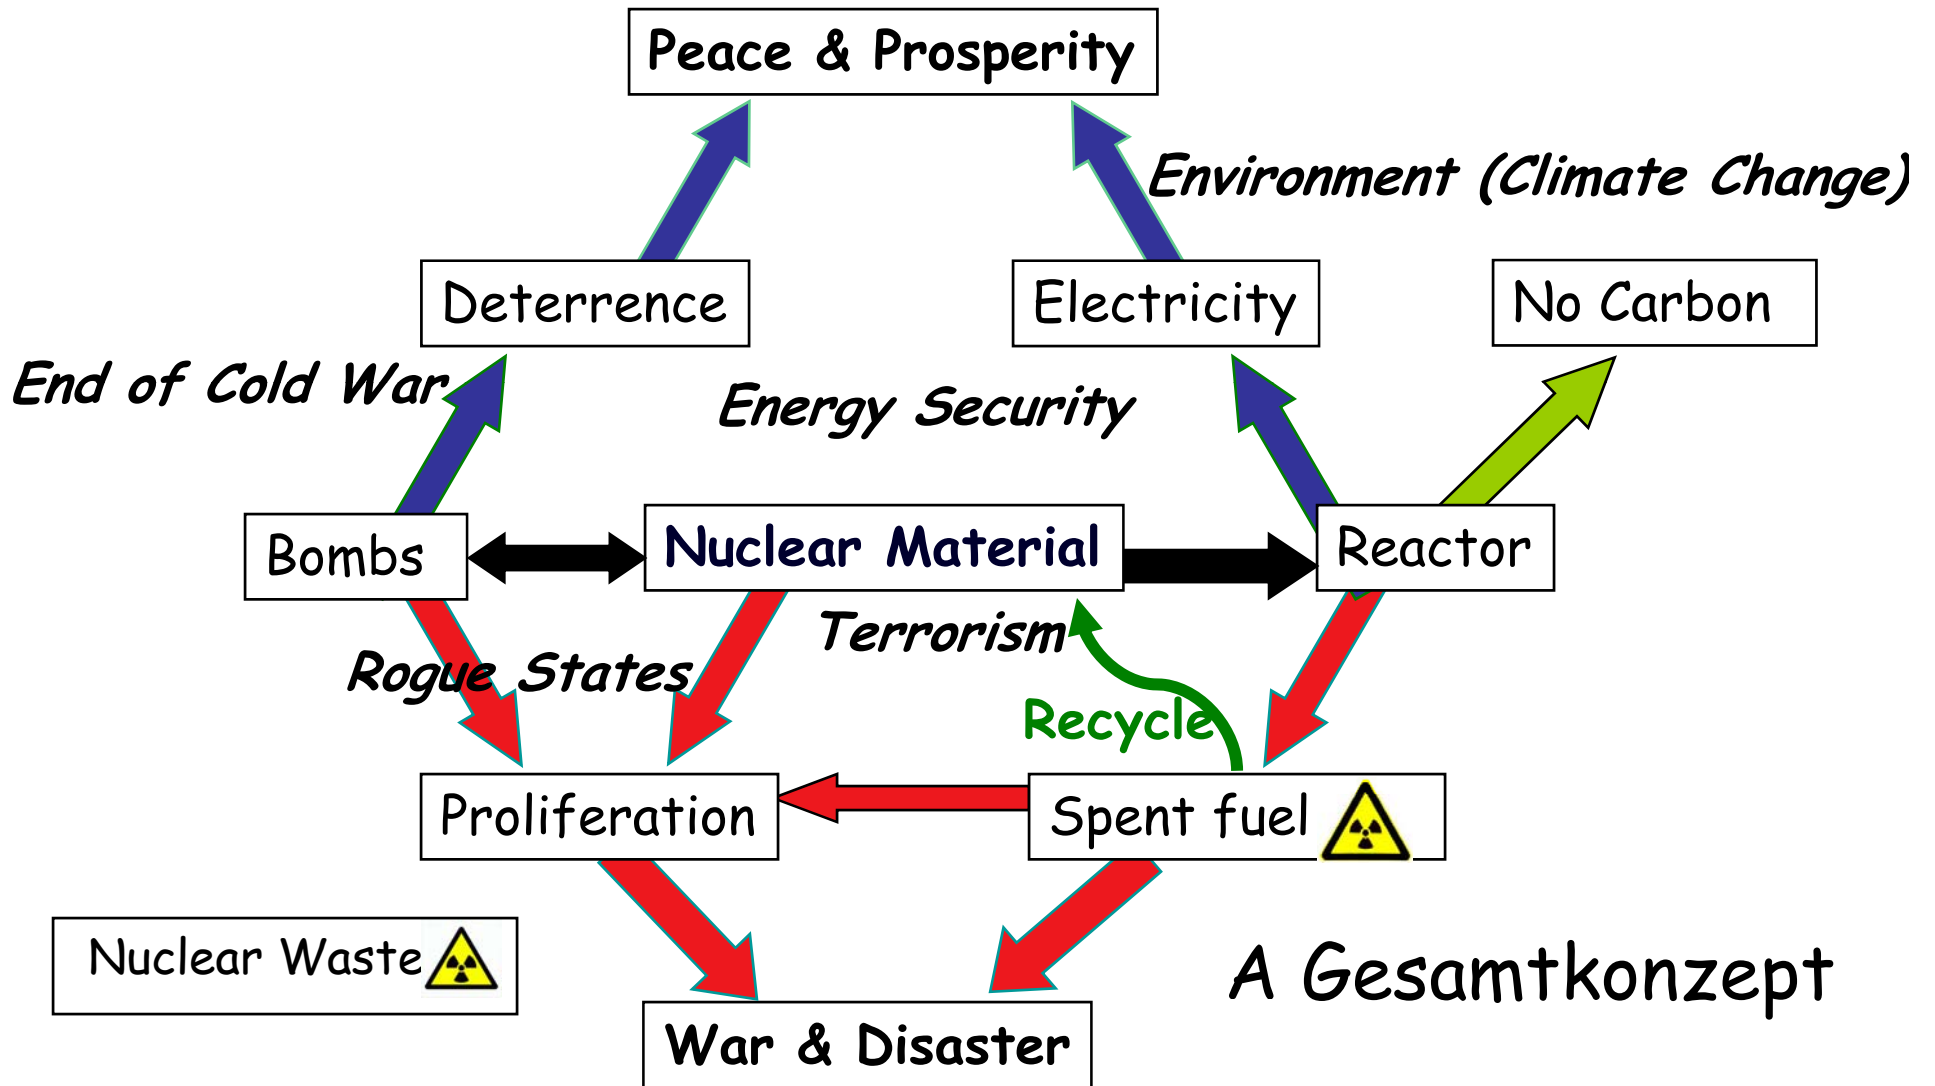 Peace & Prosperity
Environment (Climate Change)
Deterrence
Electricity
No Carbon
End of Cold War
Energy Security
Bombs
Nuclear Material
Reactor
Terrorism
Rogue States
Recycle
Proliferation
Spent fuel
Nuclear Waste
A Gesamtkonzept
War & Disaster